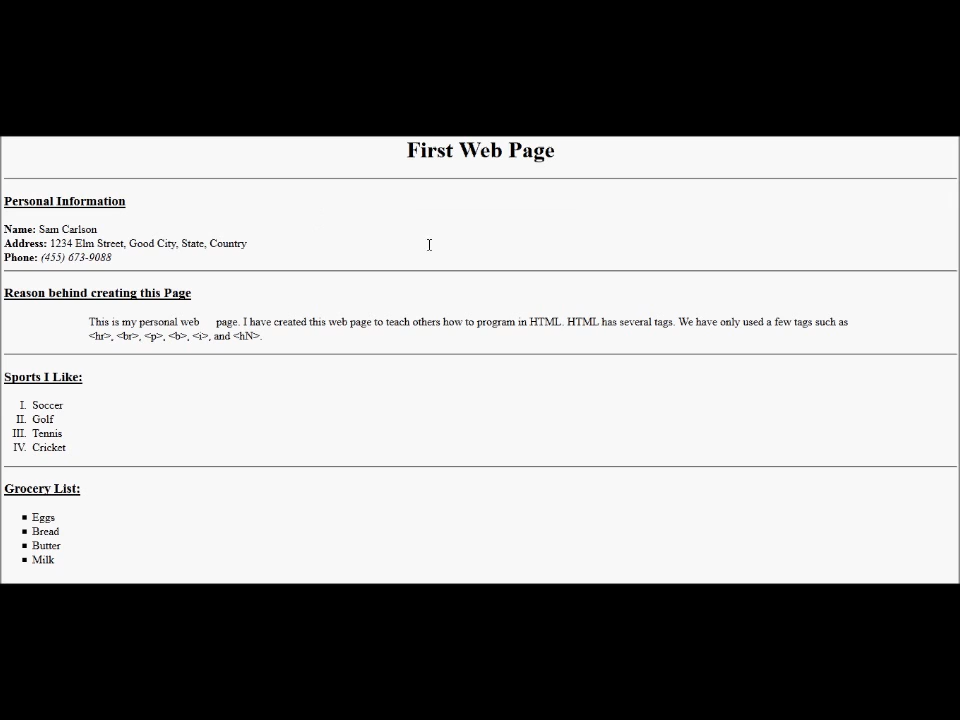 First Web Page
Personal Information
Name: Sam Carlson
Address: 1234 Elm Street, Good City, State, Country
Phone: (455) 673-9088
Reason behind creating this Page
This is my personal web page. I have created this web page to teach others how to program in HTML. HTML has several tags. We have only used a few tags such as
<hr>, <br>, <p>, <b>, <i>, and <hN>.
Sports I Like:
I. Soccer
II. Golf
III. Tennis
IV. Cricket
Grocery List:
▪ Eggs
▪ Bread
▪ Butter
▪ Milk